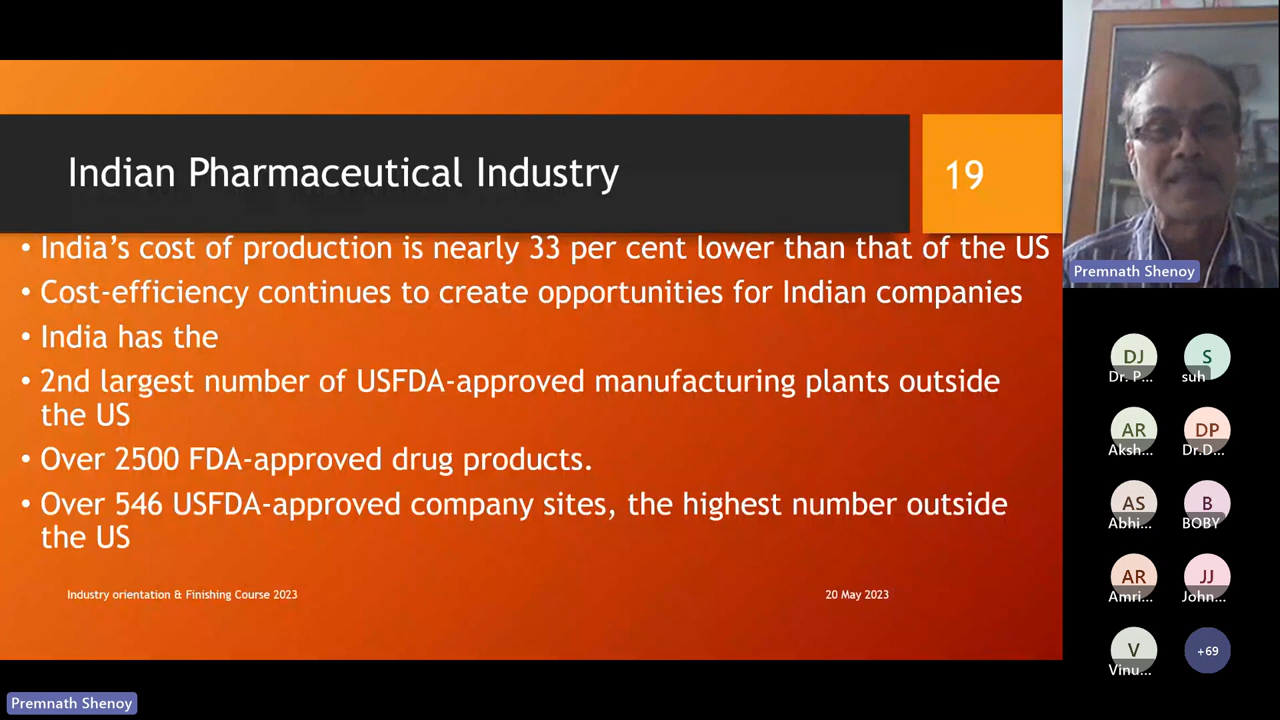 Indian Pharmaceutical Industry
19
• India's cost of production is nearly 33 per cent lower than that of the US
• Cost-efficiency continues to create opportunities for Indian companies
• India has the
• 2nd largest number of USFDA-approved manufacturing plants outside
the US
• Over 2500 FDA-approved drug products.
• Over 546 USFDA-approved company sites, the highest number outside
the US
Industry orientation & Finishing Course 2023
20 May 2023
Premnath Shenoy
Premnath Shenoy
DJ
Dr. P...
S
suh
AR
Aksh...
DP
Dr.D...
AS
Abhi...
B
BOBY
AR
Amri...
JJ
John...
V
Vinu...
+69